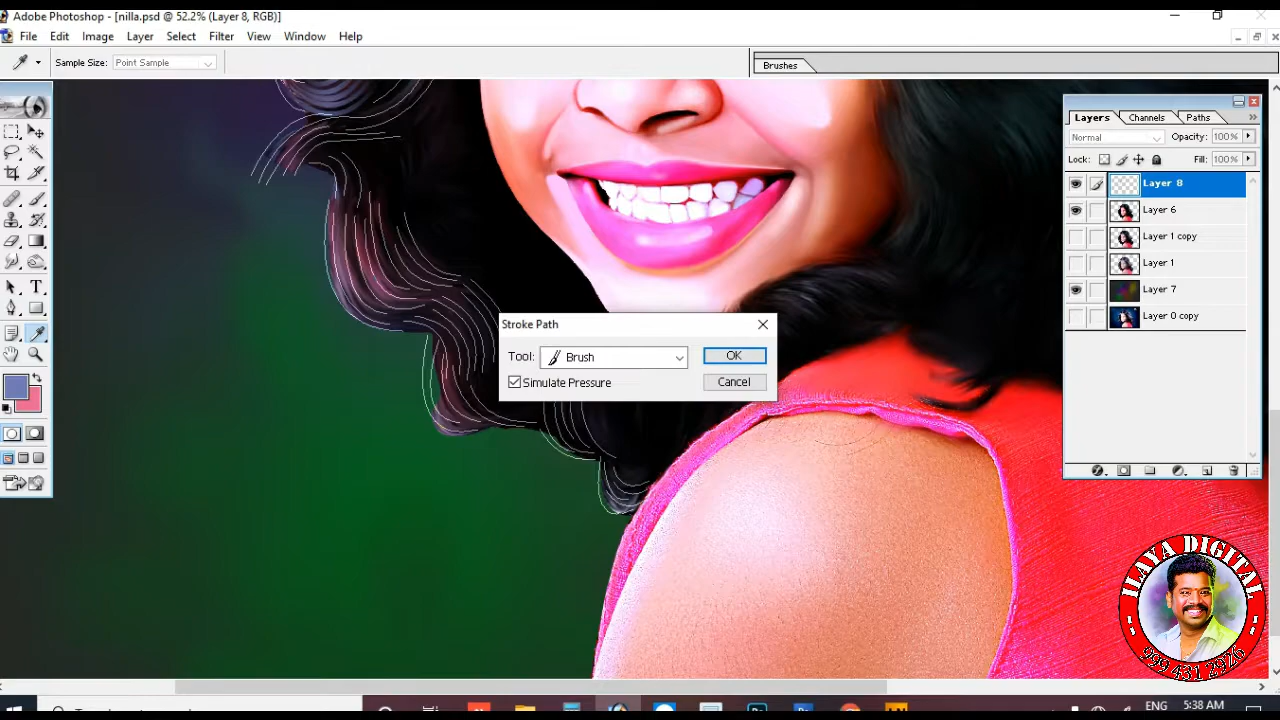 Adobe Photoshop - [nilla.psd @ 52.2% (Layer 8, RGB)]
File Edit Image Layer Select Filter View Window Help
Sample Size: Point Sample
Brushes
Layers Channels Paths
Normal Opacity: 100%
Lock: Fill: 100%
Layer 8
Layer 6
Layer 1 copy
Layer 1
Layer 7
Layer 0 copy
Stroke Path
Tool: Brush OK
Simulate Pressure Cancel
T
ILAYA DIGITAL
999 431 2926
ENG 5:38 AM